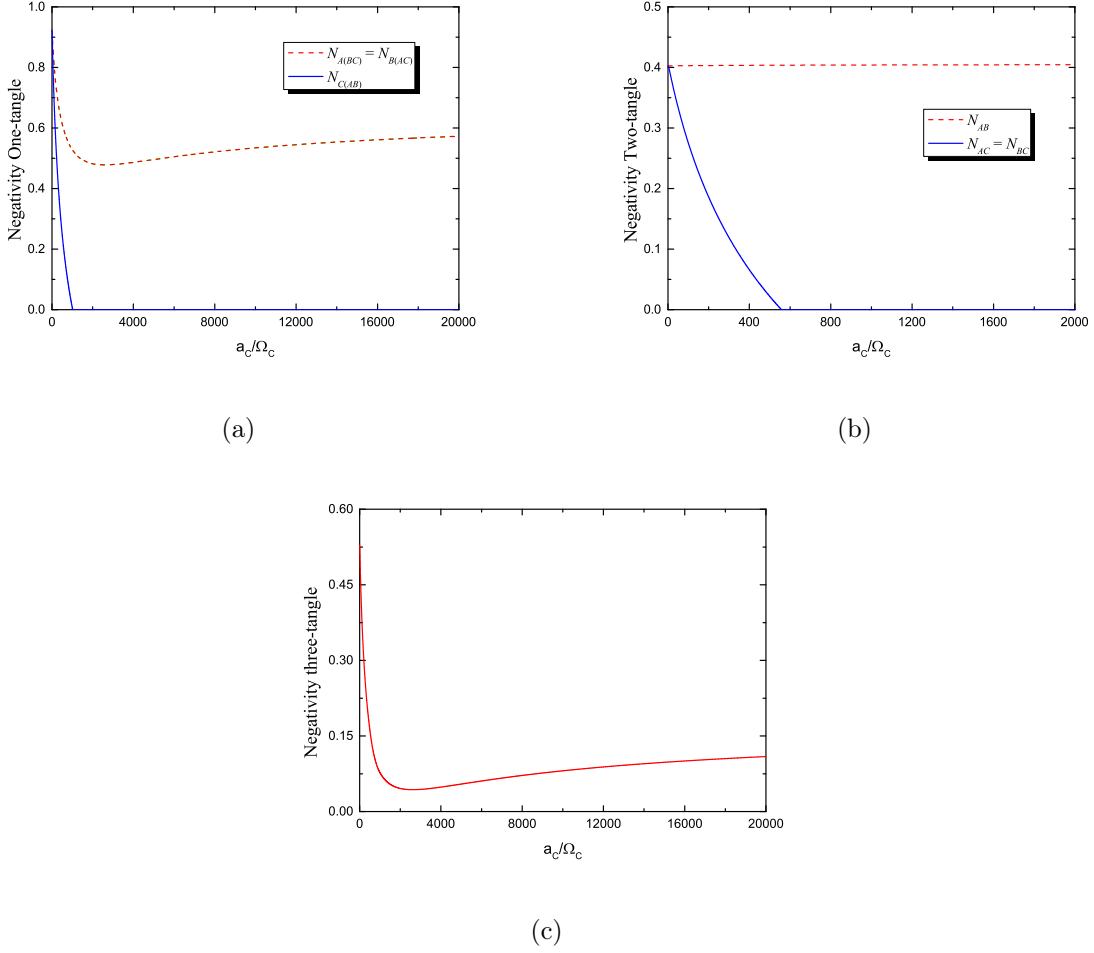 1.0
0.8
0.6
0.4
0.2
0.0
Negativity One-tangle
N_{A(BC)} = N_{B(AC)}
N_{C(AB)}
0 4000 8000 12000 16000 20000
a_C/Ω_C
(a)
0.5
0.4
0.3
0.2
0.1
0.0
Negativity Two-tangle
N_{AB}
N_{AC} = N_{BC}
0 400 800 1200 1600 2000
a_C/Ω_C
(b)
0.60
0.45
0.30
0.15
0.00
Negativity three-tangle
0 4000 8000 12000 16000 20000
a_C/Ω_C
(c)